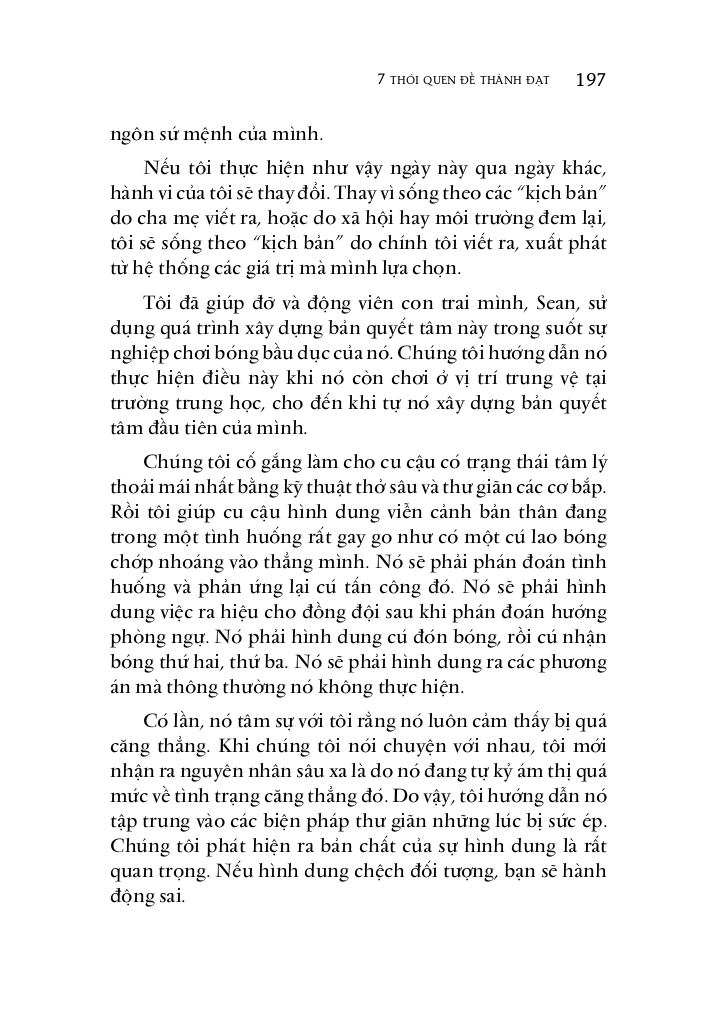 7 THÓI QUEN ĐỂ THÀNH ĐẠT 197
ngôn sứ mệnh của mình.
Nếu tôi thực hiện như vậy ngày này qua ngày khác,
hành vi của tôi sẽ thay đổi. Thay vì sống theo các “kịch bản”
do cha mẹ viết ra, hoặc do xã hội hay môi trường đem lại,
tôi sẽ sống theo “kịch bản” do chính tôi viết ra, xuất phát
từ hệ thống các giá trị mà mình lựa chọn.
Tôi đã giúp đỡ và động viên con trai mình, Sean, sử
dụng quá trình xây dựng bản quyết tâm này trong suốt sự
nghiệp chơi bóng bầu dục của nó. Chúng tôi hướng dẫn nó
thực hiện điều này khi nó còn chơi ở vị trí trung vệ tại
trường trung học, cho đến khi tự nó xây dựng bản quyết
tâm đầu tiên của mình.
Chúng tôi cố gắng làm cho cu cậu có trạng thái tâm lý
thoải mái nhất bằng kỹ thuật thở sâu và thư giãn các cơ bắp.
Rồi tôi giúp cu cậu hình dung viễn cảnh bản thân đang
trong một tình huống rất gay go như có một cú lao bóng
chớp nhoáng vào thẳng mình. Nó sẽ phải phán đoán tình
huống và phản ứng lại cú tấn công đó. Nó sẽ phải hình
dung việc ra hiệu cho đồng đội sau khi phán đoán hướng
phòng ngự. Nó phải hình dung cú đón bóng, rồi cú nhận
bóng thứ hai, thứ ba. Nó sẽ phải hình dung ra các phương
án mà thông thường nó không thực hiện.
Có lần, nó tâm sự với tôi rằng nó luôn cảm thấy bị quá
căng thẳng. Khi chúng tôi nói chuyện với nhau, tôi mới
nhận ra nguyên nhân sâu xa là do nó đang tự kỷ ám thị quá
mức về tình trạng căng thẳng đó. Do vậy, tôi hướng dẫn nó
tập trung vào các biện pháp thư giãn những lúc bị sức ép.
Chúng tôi phát hiện ra bản chất của sự hình dung là rất
quan trọng. Nếu hình dung chệch đối tượng, bạn sẽ hành
động sai.